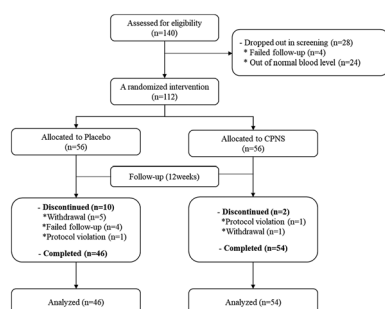 Assessed for eligibility
(n=140)
- Dropped out in screening (n=28)
* Failed follow-up (n=4)
* Out of normal blood level (n=24)
A randomized intervention
(n=112)
Allocated to Placebo
(n=56)
Allocated to CPNS
(n=56)
Follow-up (12weeks)
- Discontinued (n=10)
*Withdrawal (n=5)
*Failed follow-up (n=4)
*Protocol violation (n=1)
- Completed (n=46)
- Discontinued (n=2)
*Protocol violation (n=1)
*Withdrawal (n=1)
- Completed (n=54)
Analyzed (n=46)
Analyzed (n=54)